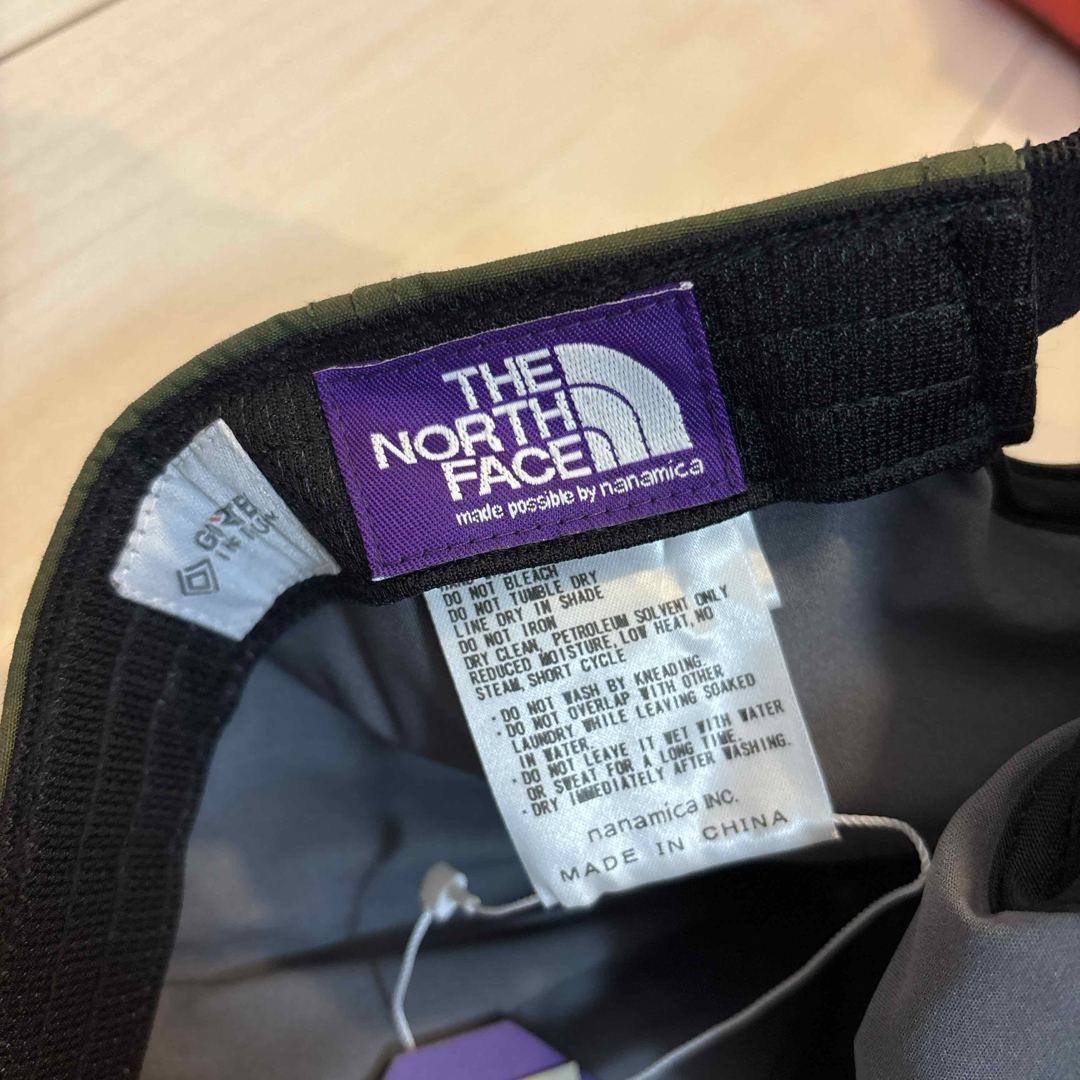 THE
NORTH
FACE
made possible by nanamica
DO NOT BLEACH
DO NOT TUMBLE DRY
LINE DRY IN SHADE
DO NOT IRON
DRY CLEAN, PETROLEUM SOLVENT ONLY
REDUCED MOISTURE, LOW HEAT, NO
STEAM, SHORT CYCLE
・DO NOT WASH BY KNEADING.
・DO NOT OVERLAP WITH OTHER
LAUNDRY WHILE LEAVING SOAKED
IN WATER.
・DO NOT LEAVE IT WET WITH WATER
OR SWEAT FOR A LONG TIME.
・DRY IMMEDIATELY AFTER WASHING.
nanamica INC.
MADE IN CHINA